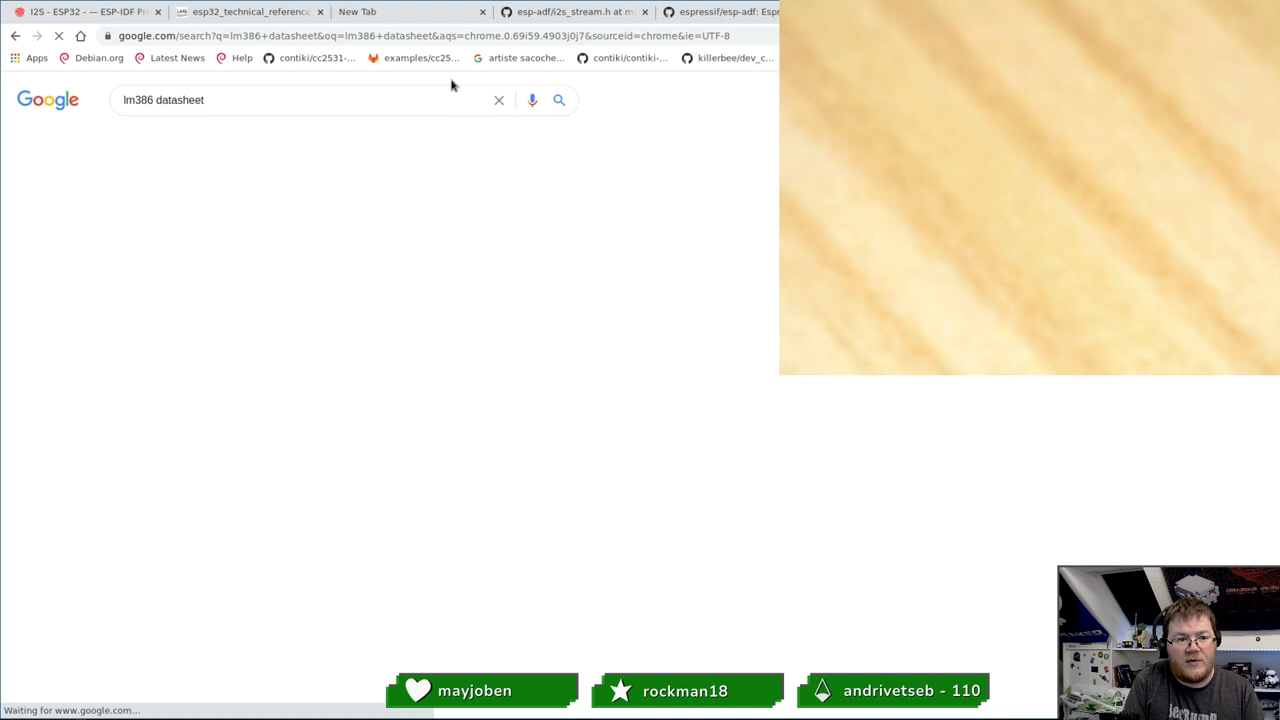 I2S - ESP32 - — ESP-IDF Pr
esp32_technical_reference
New Tab
esp-adf/i2s_stream.h at m
espressif/esp-adf: Esp
google.com/search?q=lm386+datasheet&oq=lm386+datasheet&aqs=chrome.0.69i59.4903j0j7&sourceid=chrome&ie=UTF-8
Apps
Debian.org
Latest News
Help
contiki/cc2531-...
examples/cc25...
artiste sacoche...
contiki/contiki-...
killerbee/dev_c...
Google
lm386 datasheet
mayjoben
rockman18
andrivetseb - 110
Waiting for www.google.com...